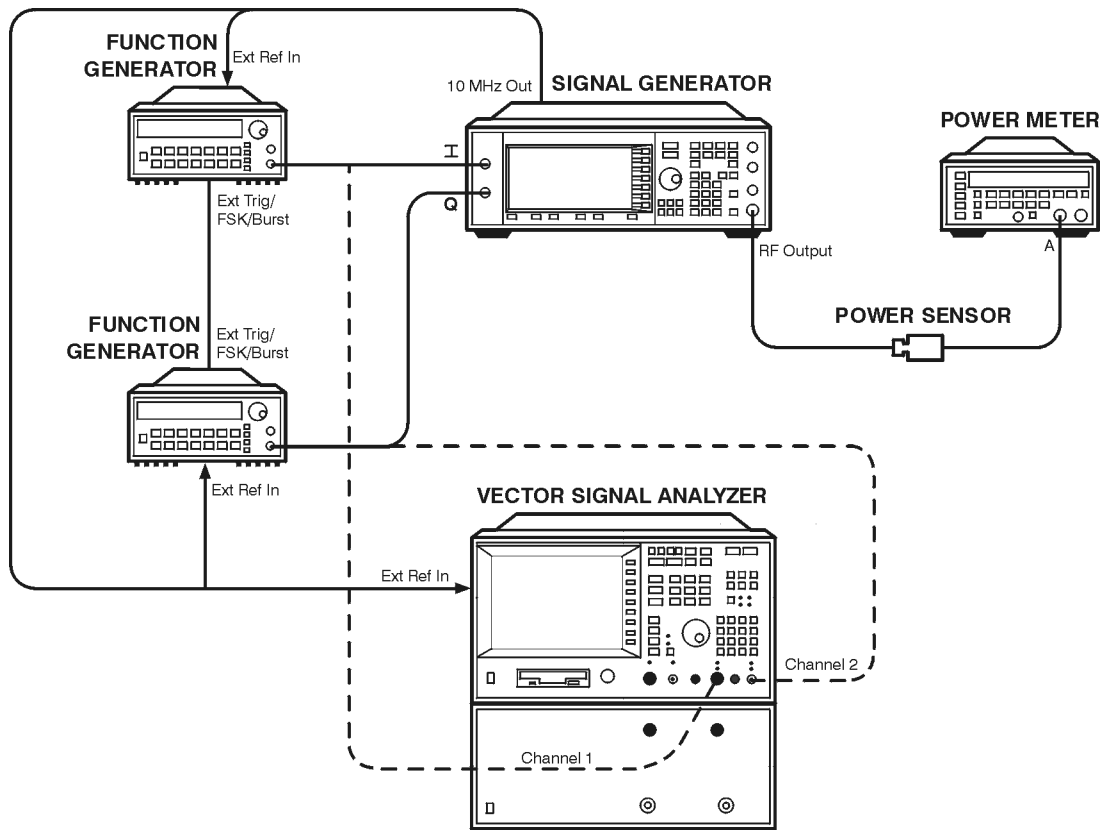 FUNCTION
GENERATOR
Ext Ref In
10 MHz Out
SIGNAL GENERATOR
POWER METER
I
Q
Ext Trig/
FSK/Burst
RF Output
A
POWER SENSOR
FUNCTION
GENERATOR
Ext Trig/
FSK/Burst
Ext Ref In
VECTOR SIGNAL ANALYZER
Ext Ref In
Channel 2
Channel 1